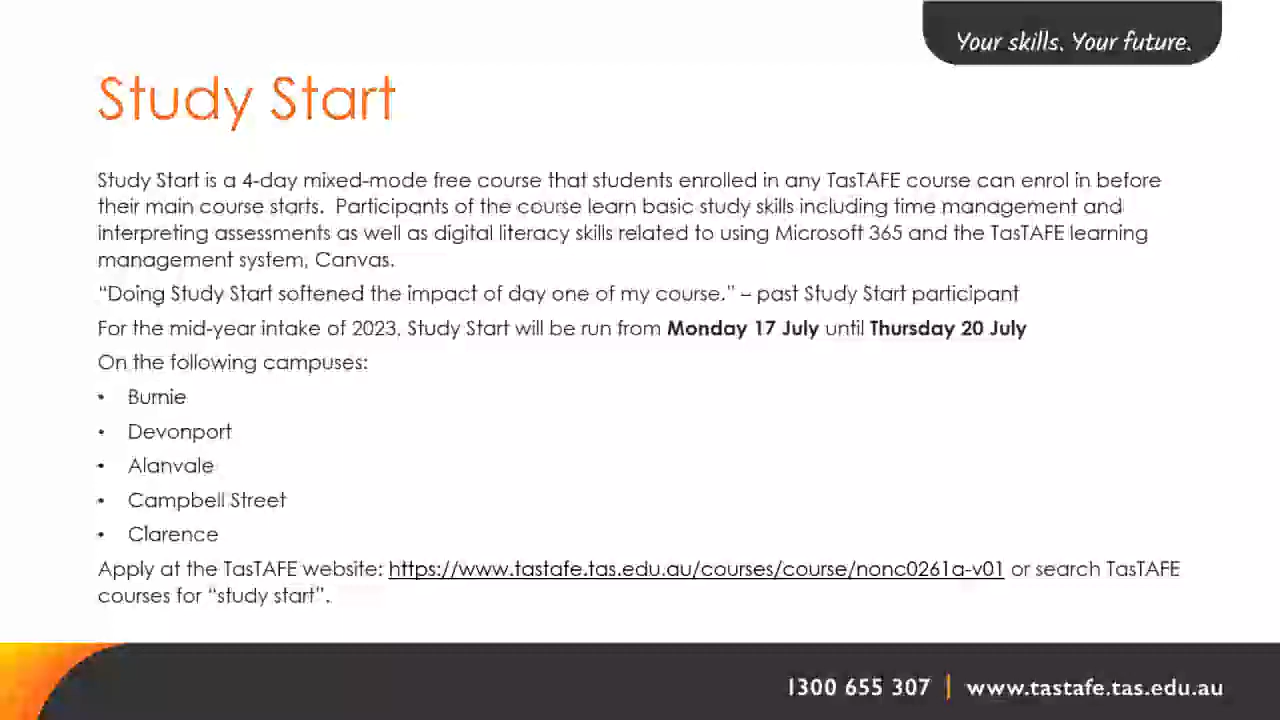 Your skills. Your future.
Study Start
Study Start is a 4-day mixed-mode free course that students enrolled in any TasTAFE course can enrol in before
their main course starts.  Participants of the course learn basic study skills including time management and
interpreting assessments as well as digital literacy skills related to using Microsoft 365 and the TasTAFE learning
management system, Canvas.
“Doing Study Start softened the impact of day one of my course.” – past Study Start participant
For the mid-year intake of 2023, Study Start will be run from Monday 17 July until Thursday 20 July
On the following campuses:
• Burnie
• Devonport
• Alanvale
• Campbell Street
• Clarence
Apply at the TasTAFE website: https://www.tastafe.tas.edu.au/courses/course/nonc0261a-v01 or search TasTAFE
courses for “study start”.
1300 655 307 | www.tastafe.tas.edu.au